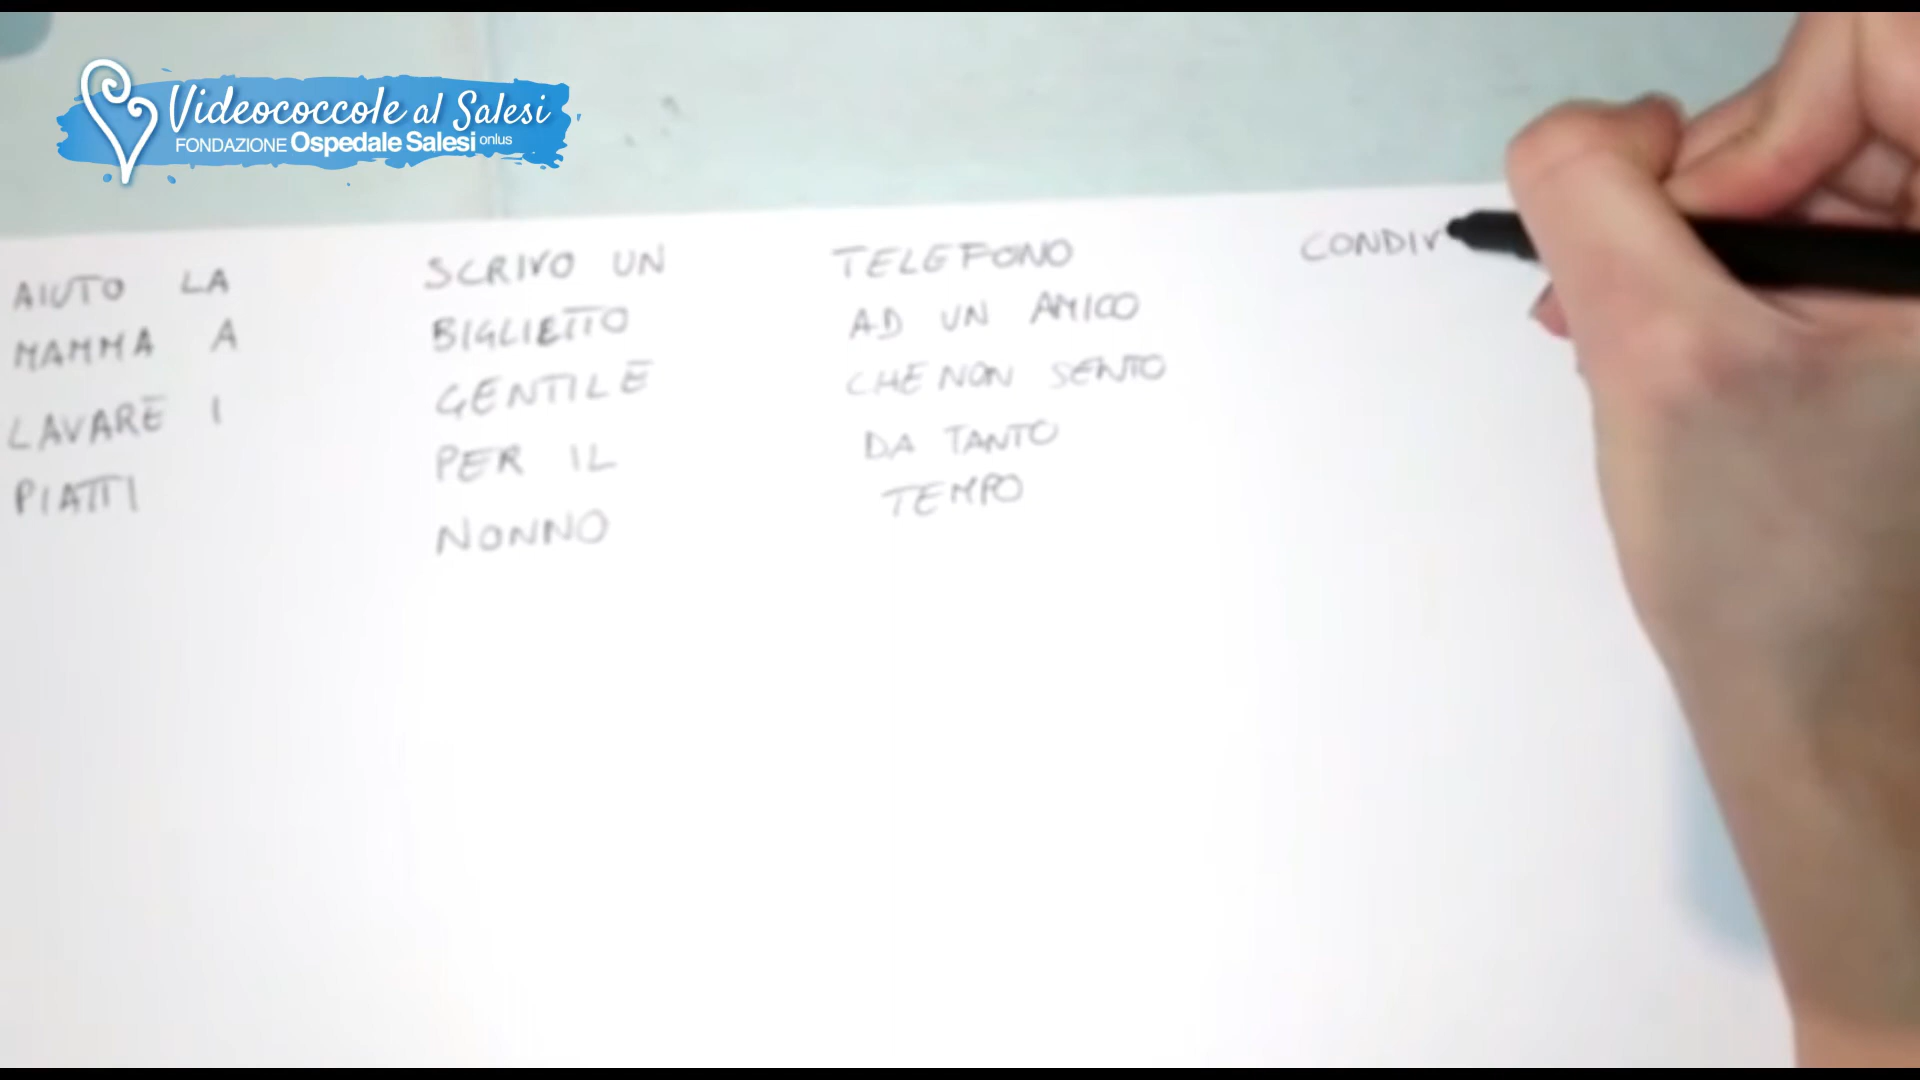 Videococcole al Salesi
FONDAZIONE Ospedale Salesi onlus
AIUTO LA
MAMMA A
LAVARE I
PIATTI
SCRIVO UN
BIGLIETTO
GENTILE
PER IL
NONNO
TELEFONO
AD UN AMICO
CHE NON SENTO
DA TANTO
TEMPO
CONDIV